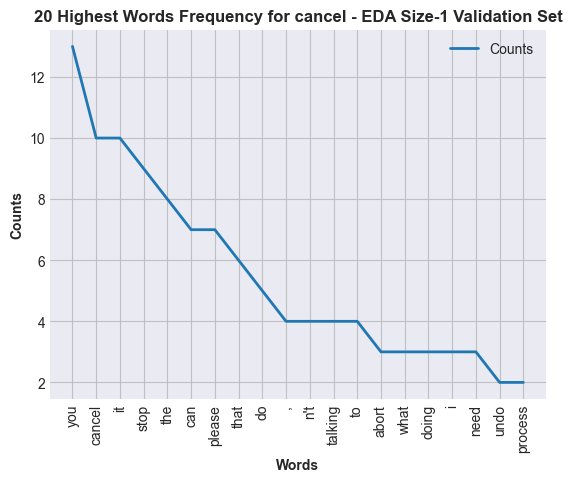 20 Highest Words Frequency for cancel - EDA Size-1 Validation Set
Counts
12
10
8
6
4
2
Counts
you
cancel
it
stop
the
can
please
that
do
,
n't
talking
to
abort
what
doing
i
need
undo
process
Words